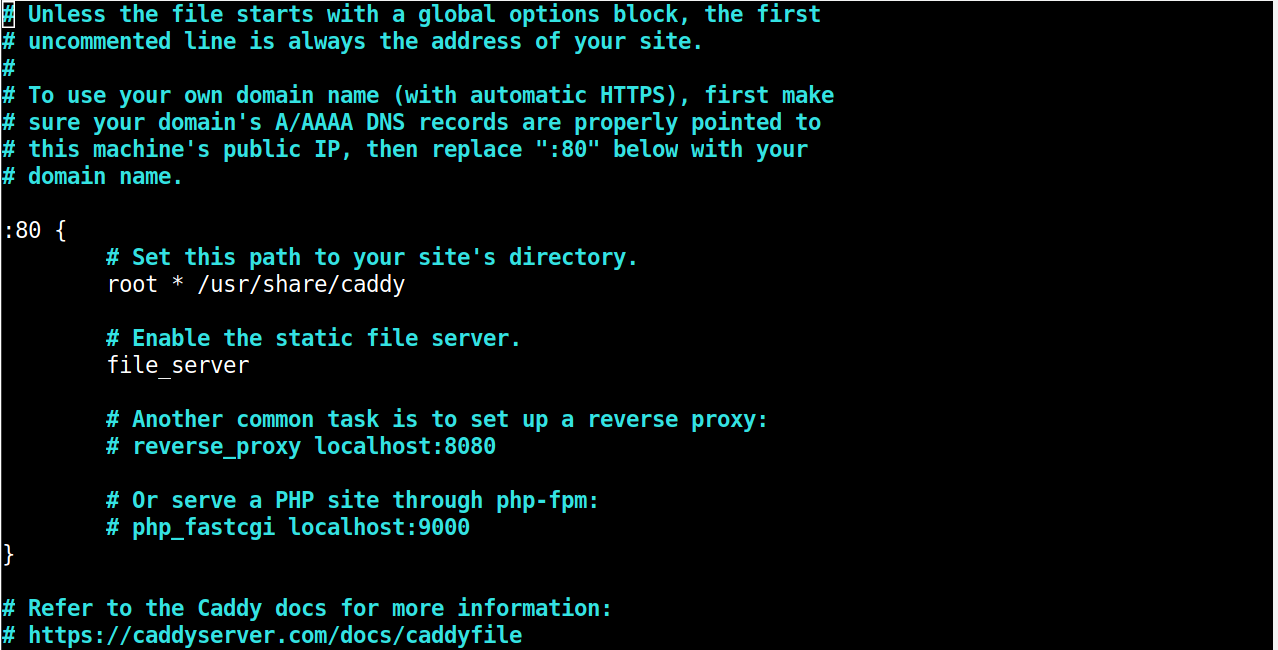 # Unless the file starts with a global options block, the first
# uncommented line is always the address of your site.
#
# To use your own domain name (with automatic HTTPS), first make
# sure your domain's A/AAAA DNS records are properly pointed to
# this machine's public IP, then replace ":80" below with your
# domain name.

:80 {
        # Set this path to your site's directory.
        root * /usr/share/caddy

        # Enable the static file server.
        file_server

        # Another common task is to set up a reverse proxy:
        # reverse_proxy localhost:8080

        # Or serve a PHP site through php-fpm:
        # php_fastcgi localhost:9000
}

# Refer to the Caddy docs for more information:
# https://caddyserver.com/docs/caddyfile